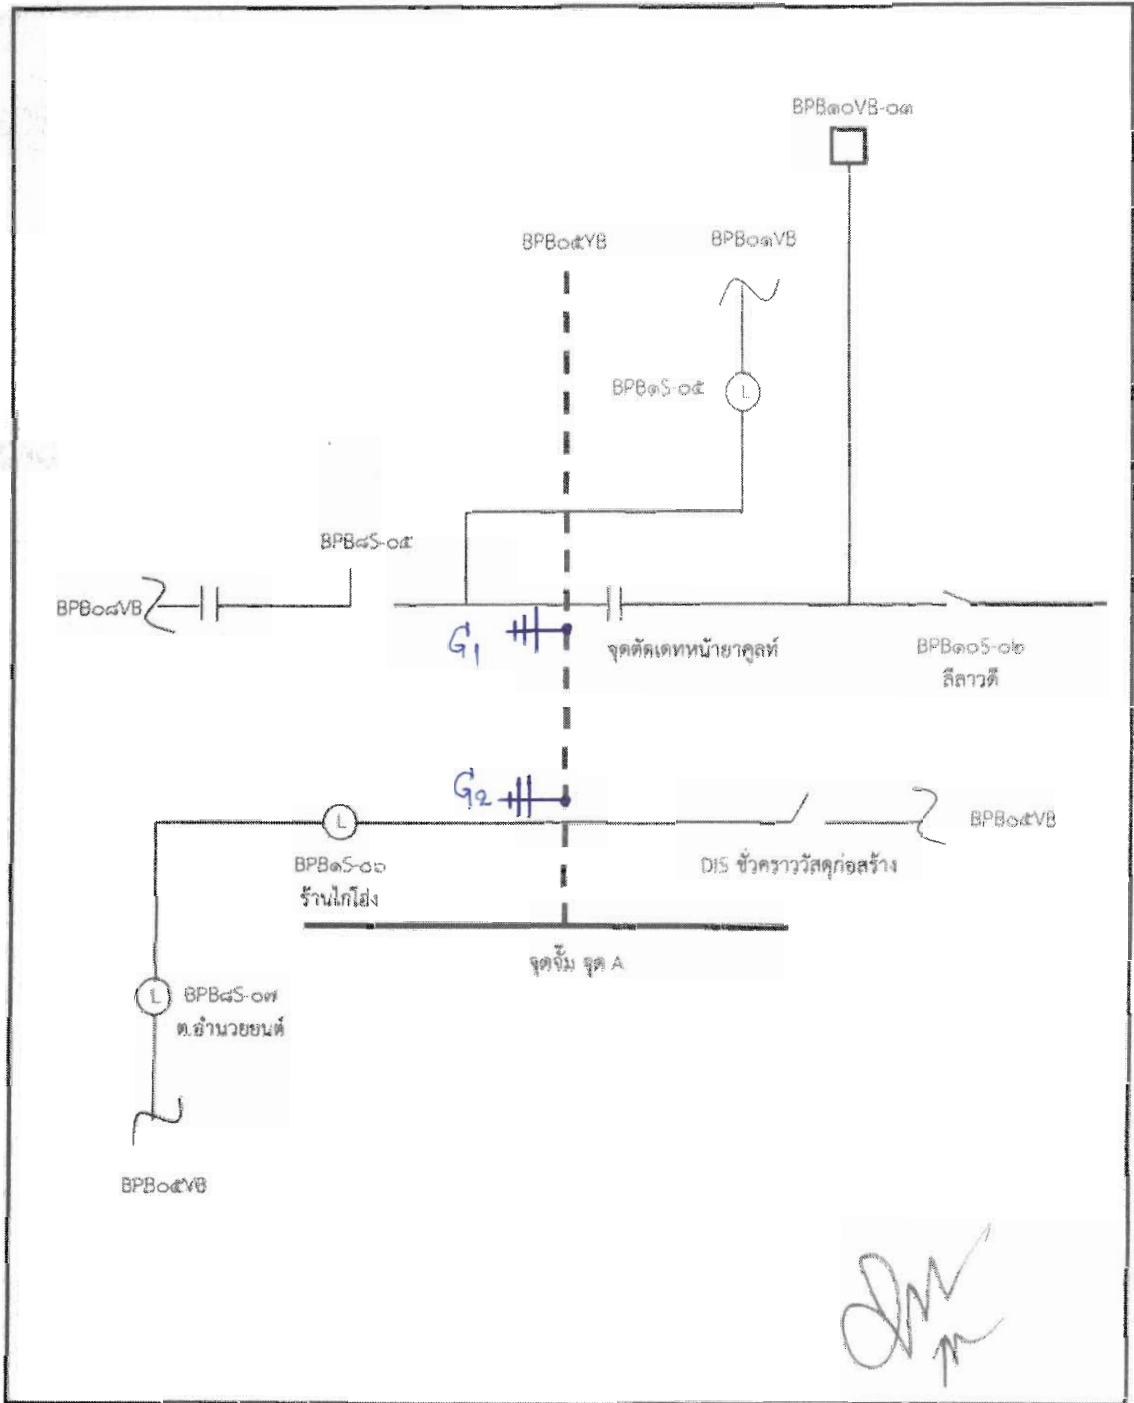 BPB๑๐VB-๐๑
BPB๐๕YB
BPB๐๑VB
BPB๑S-๐๕
L
BPB๘S-๐๕
BPB๐๘VB
G1
จุดตัดเดทหน้ายาคูลท์
BPB๑๐S-๐๒
ลีลาวดี
G2
L
BPB๑S-๐๖
ร้านไก่โฮ่ง
DIS ชั่วคราววัสดุก่อสร้าง
BPB๐๕VB
จุดจั๊ม จุด A
L
BPB๘S-๐๗
ต.อำนวยยนต์
BPB๐๕VB